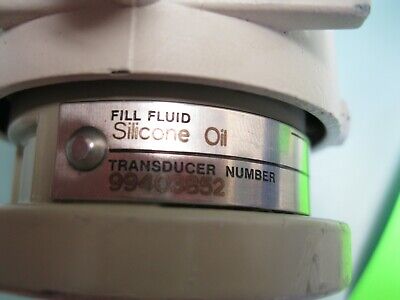 FILL FLUID
Silicone Oil
TRANSDUCER NUMBER
99403852